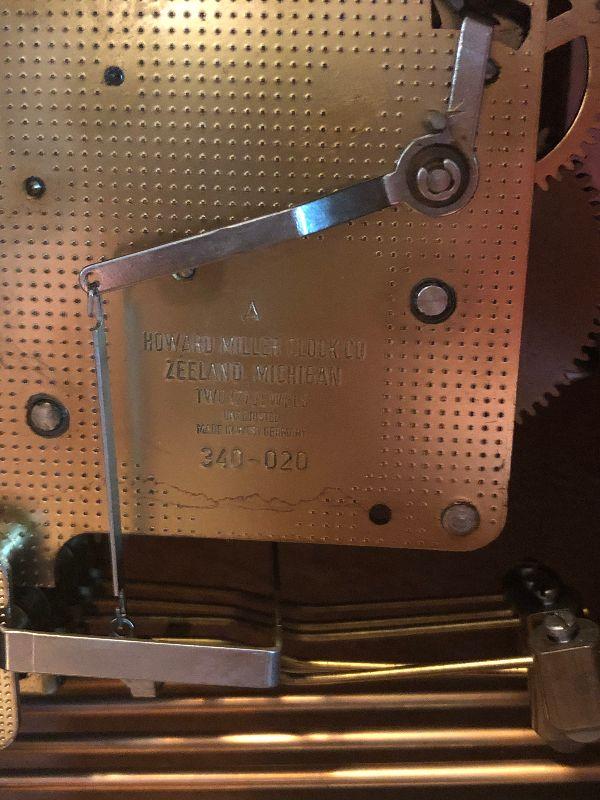 A
HOWARD MILLER CLOCK CO
ZEELAND MICHIGAN
TWO (2) JEWELS
UNADJUSTED
MADE IN WEST GERMANY
340-020